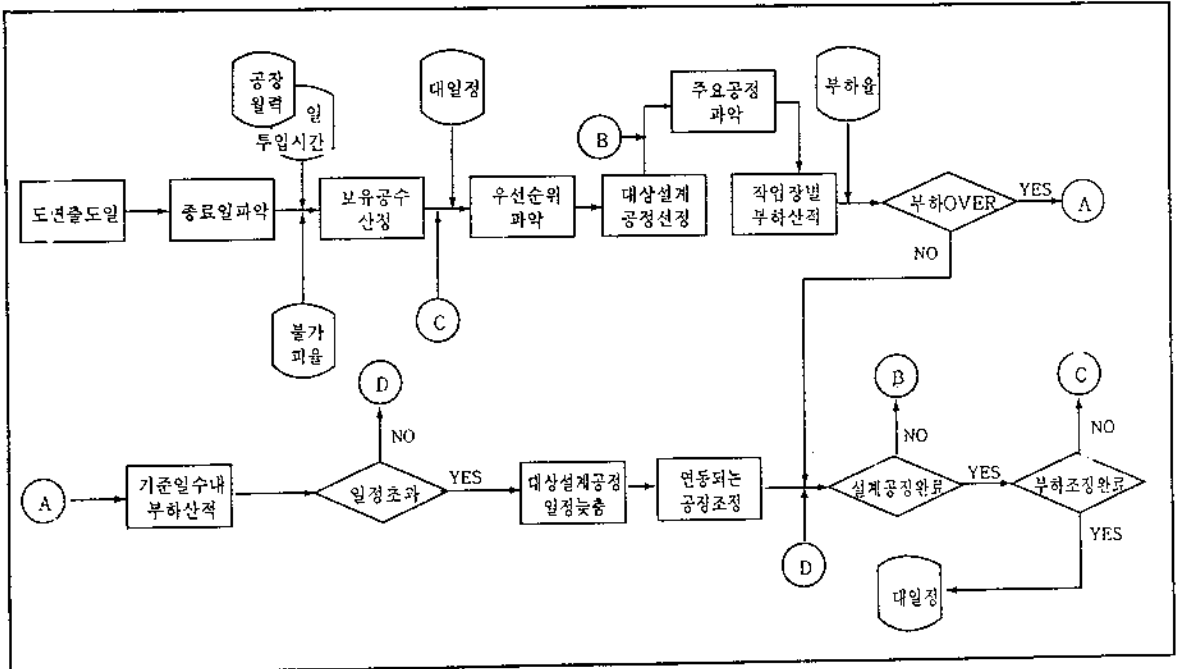 공장
월력
일
투입시간
대일정
주요공정
파악
부하율
B
도면출도일
종료일파악
보유공수
산정
우선순위
파악
대상설계
공정선정
작업장별
부하산적
부하OVER
YES
A
NO
불가
피율
C
D
B
C
NO
NO
A
기준일수내
부하산적
일정초과
YES
대상설계공정
일정늦춤
연동되는
공정조정
설계공정완료
YES
부하조정완료
YES
D
대일정